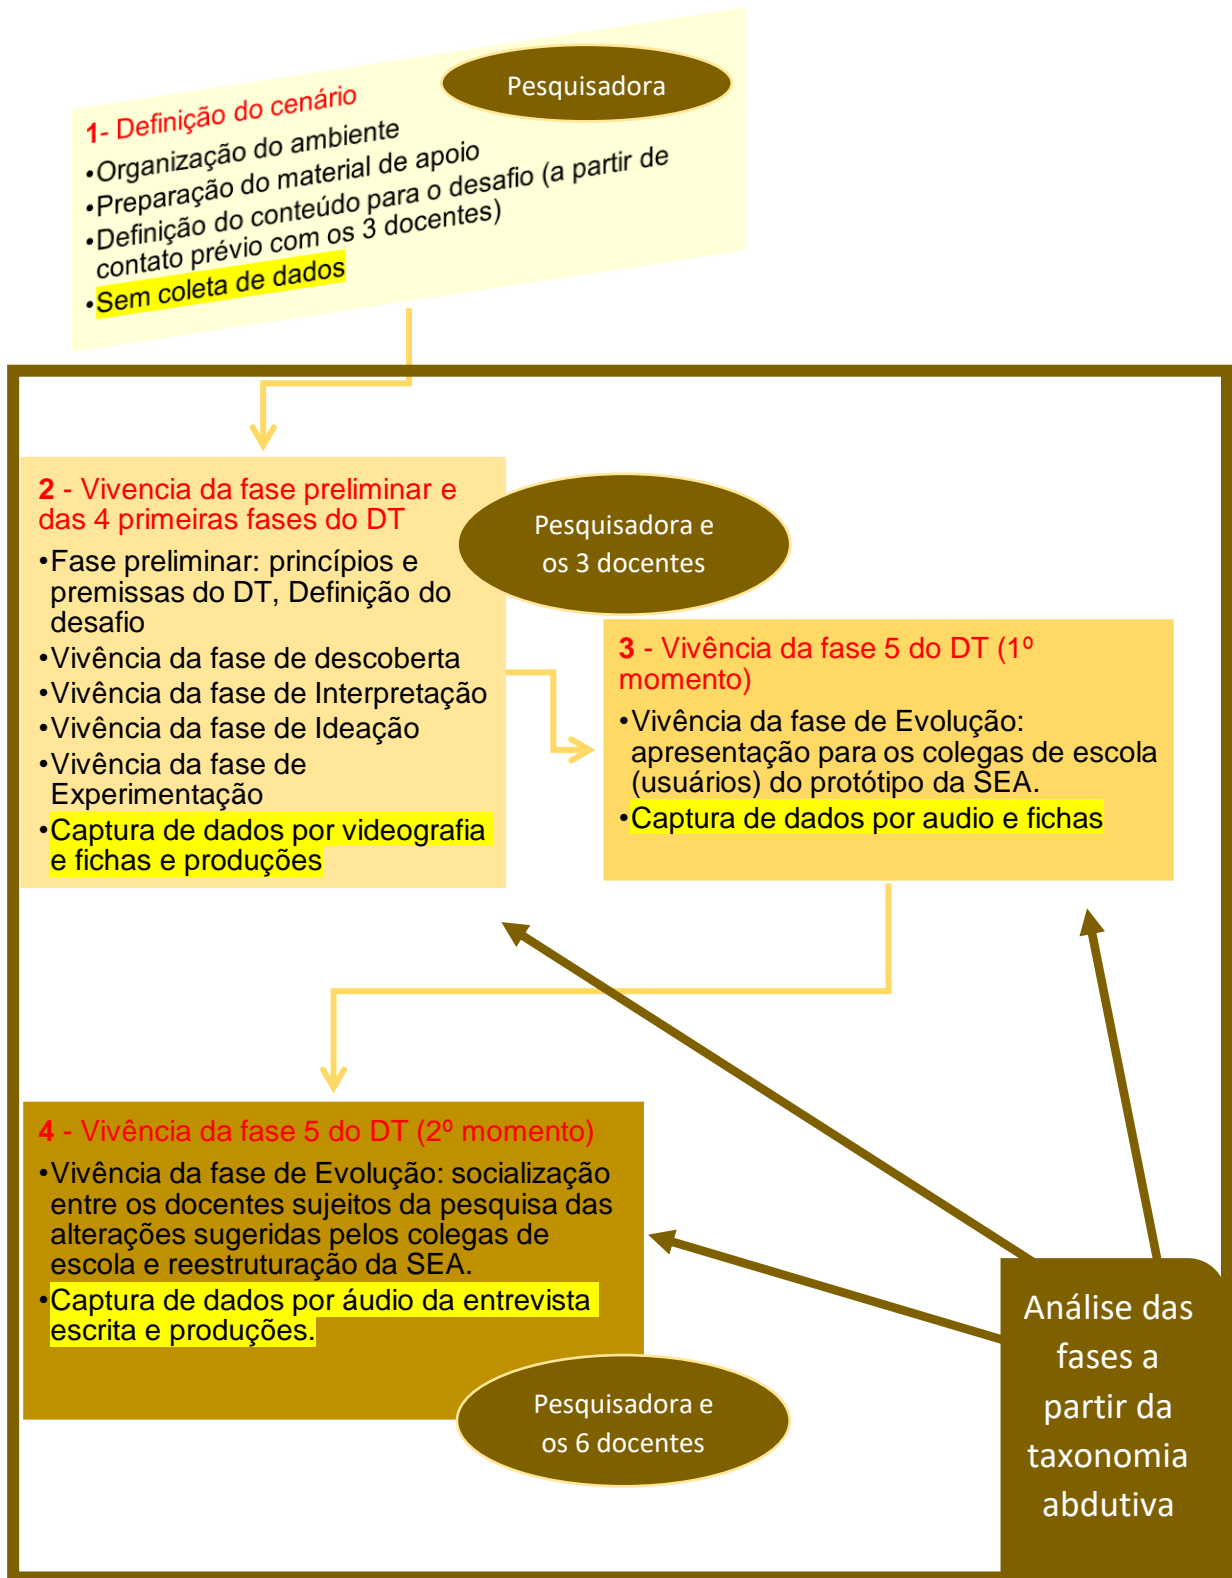 Pesquisadora
1- Definição do cenário
•Organização do ambiente
•Preparação do material de apoio
•Definição do conteúdo para o desafio (a partir de
contato prévio com os 3 docentes)
•Sem coleta de dados
2 - Vivencia da fase preliminar e
das 4 primeiras fases do DT
•Fase preliminar: princípios e
premissas do DT, Definição do
desafio
•Vivência da fase de descoberta
•Vivência da fase de Interpretação
•Vivência da fase de Ideação
•Vivência da fase de
Experimentação
•Captura de dados por videografia
e fichas e produções
Pesquisadora e
os 3 docentes
3 - Vivência da fase 5 do DT (1º
momento)
•Vivência da fase de Evolução:
apresentação para os colegas de
escola (usuários) do protótipo da SEA.
•Captura de dados por audio e fichas
4 - Vivência da fase 5 do DT (2º momento)
•Vivência da fase de Evolução: socialização
entre os docentes sujeitos da pesquisa das
alterações sugeridas pelos colegas de
escola e reestruturação da SEA.
•Captura de dados por áudio da entrevista
escrita e produções.
Pesquisadora e
os 6 docentes
Análise das
fases a
partir da
taxonomia
abdutiva